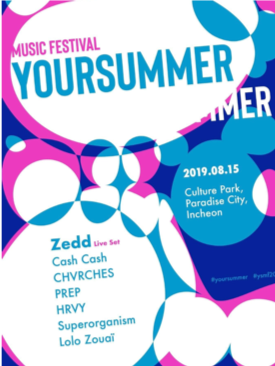 MUSIC FESTIVAL
YOURSUMMER
MMER
2019.08.15
Culture Park,
Paradise City,
Incheon
Zedd Live Set
Cash Cash
CHVRCHES
PREP
HRVY
Superorganism
Lolo Zouaï
#yoursummer